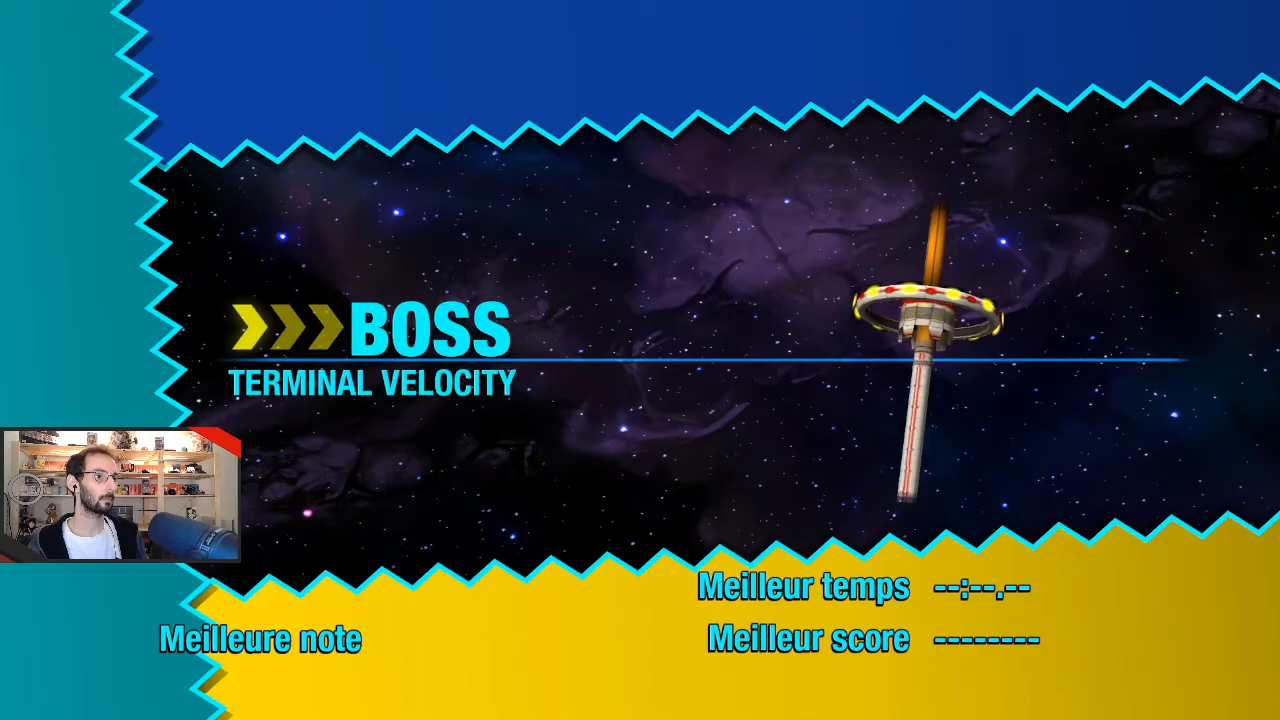 BOSS
TERMINAL VELOCITY
Meilleur temps --:--.--
Meilleure note
Meilleur score --------